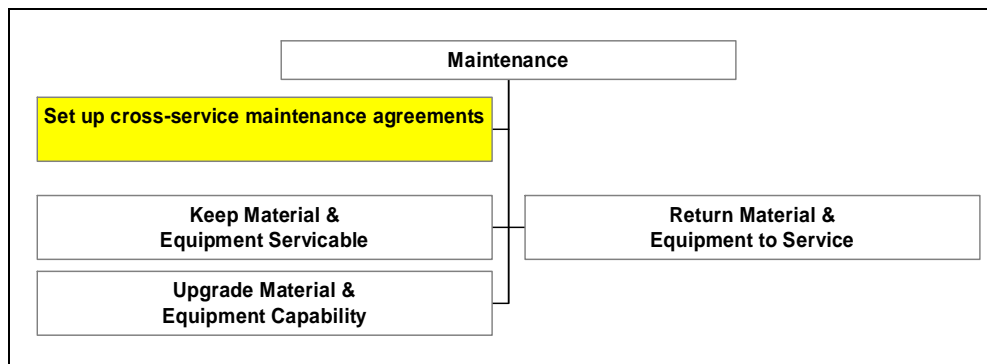 Maintenance
Set up cross-service maintenance agreements
Keep Material &
Equipment Servicable
Return Material &
Equipment to Service
Upgrade Material &
Equipment Capability